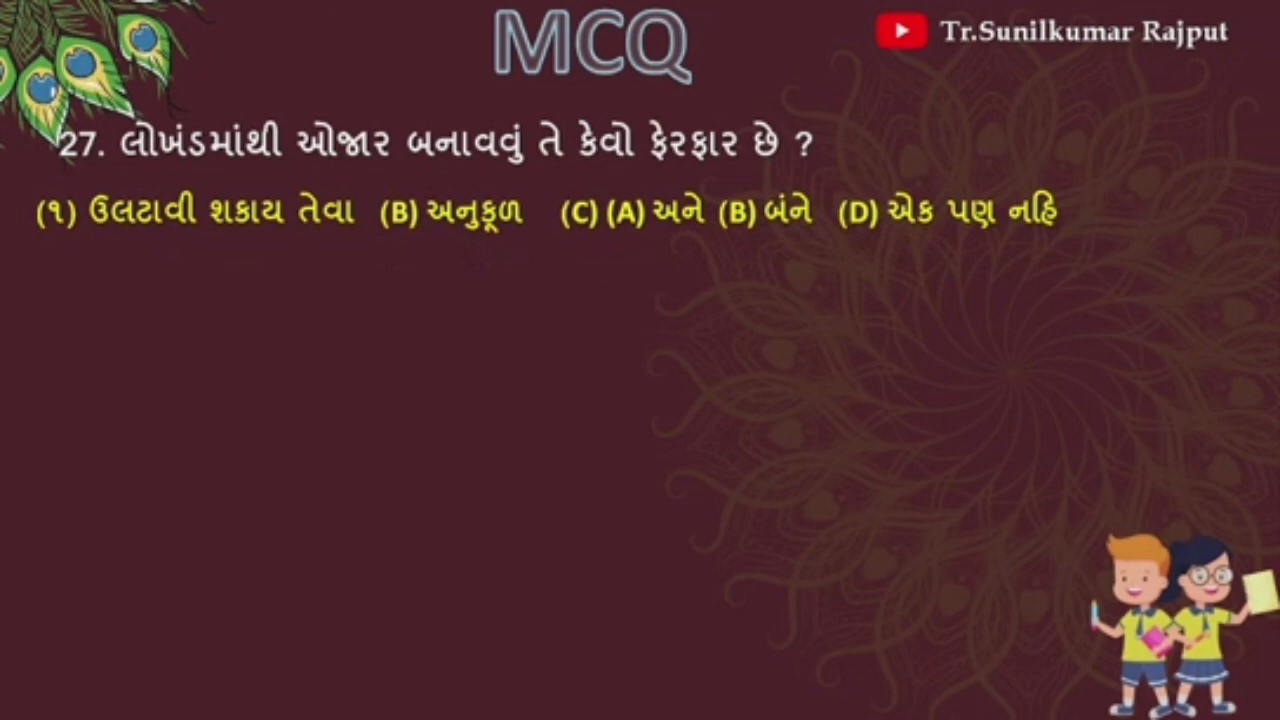 MCQ
Tr.Sunilkumar Rajput
27. લોખંડમાંથી ઓજાર બનાવવું તે કેવો ફેરફાર છે ?
(૧) ઉલટાવી શકાય તેવા (B) અનુકૂળ (C) (A) અને (B) બંને (D) એક પણ નહિ